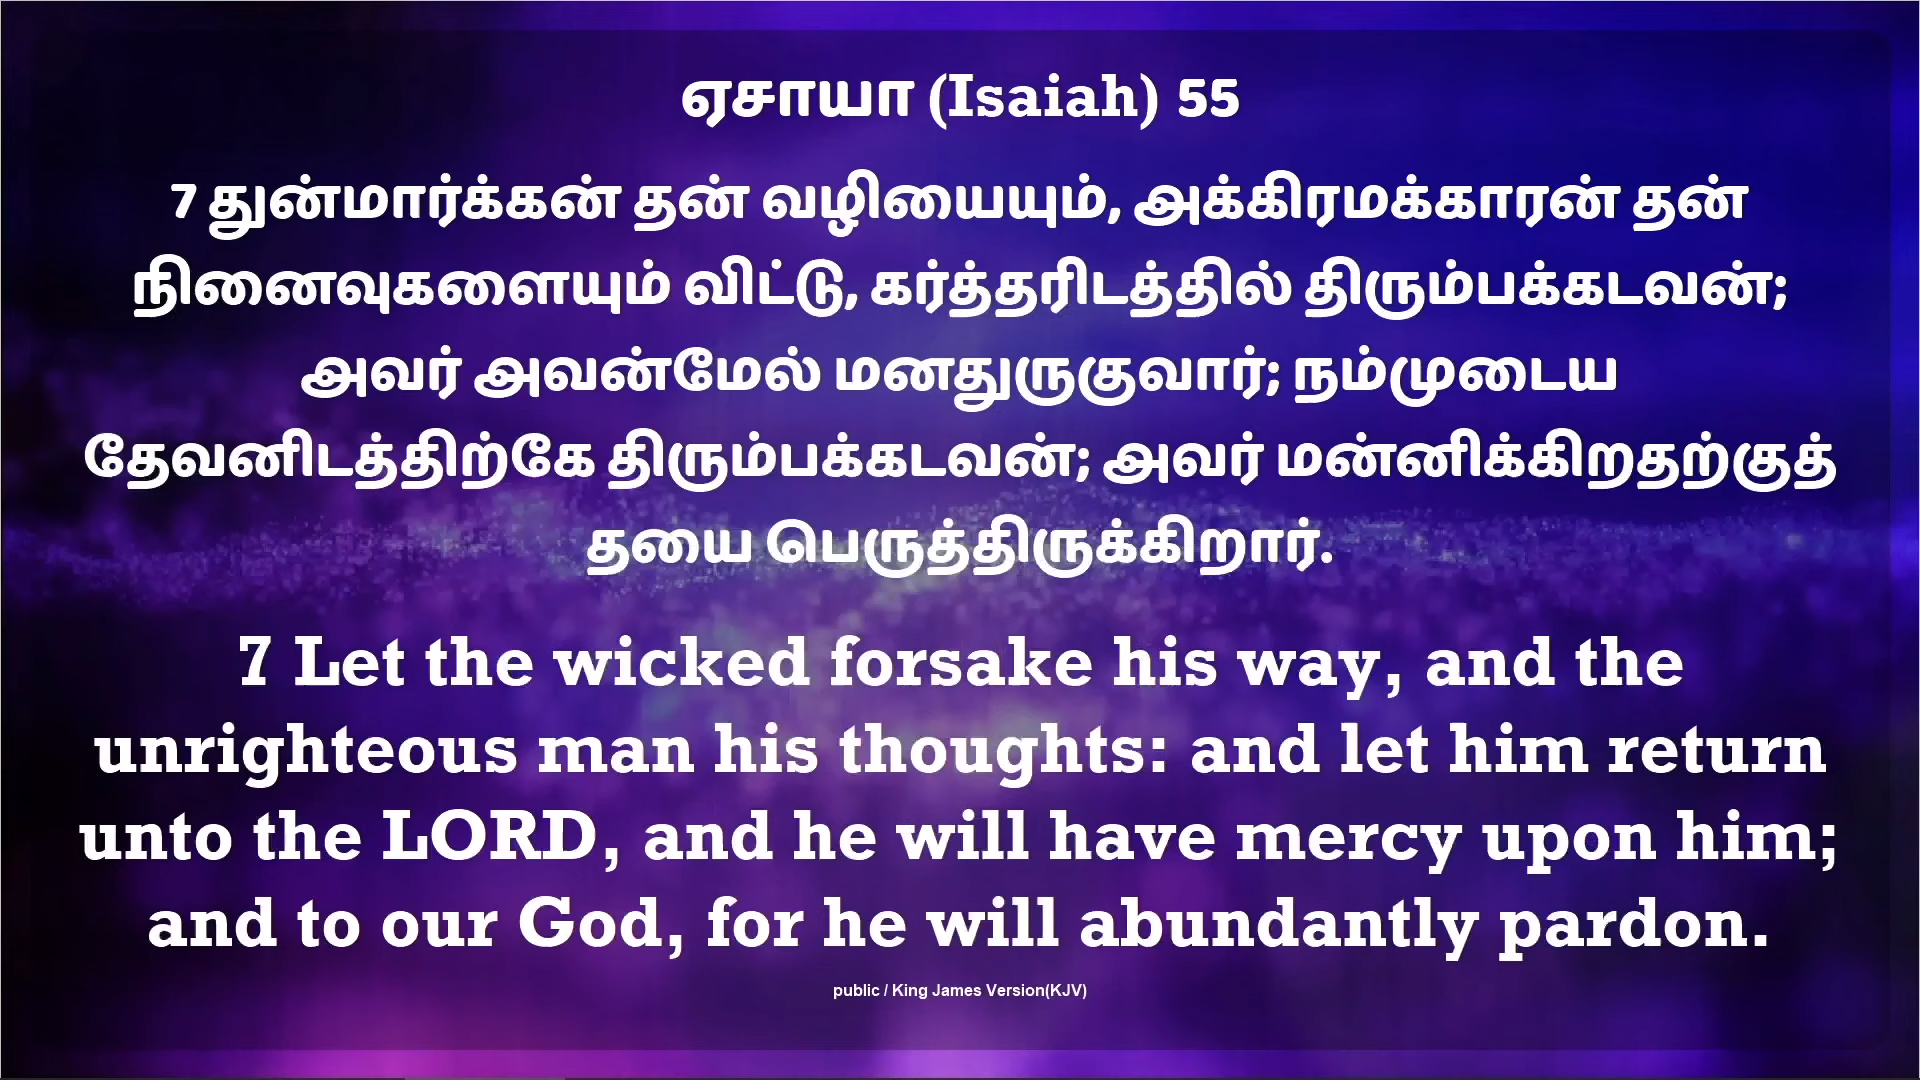 ஏசாயா (Isaiah) 55
7 துன்மார்க்கன் தன் வழியையும், அக்கிரமக்காரன் தன்
நினைவுகளையும் விட்டு, கர்த்தரிடத்தில் திரும்பக்கடவன்;
அவர் அவன்மேல் மனதுருகுவார்; நம்முடைய
தேவனிடத்திற்கே திரும்பக்கடவன்; அவர் மன்னிக்கிறதற்குத்
தயை பெருத்திருக்கிறார்.
7 Let the wicked forsake his way, and the
unrighteous man his thoughts: and let him return
unto the LORD, and he will have mercy upon him;
and to our God, for he will abundantly pardon.
public / King James Version(KJV)